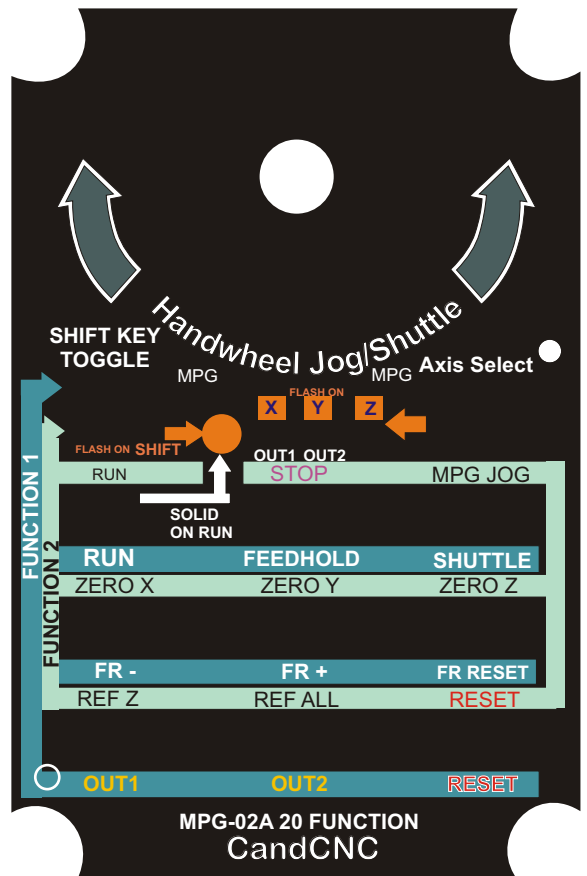 Handwheel Jog/Shuttle
SHIFT KEY
TOGGLE
MPG
MPG
Axis Select
FLASH ON
X Y Z
FLASH ON SHIFT
OUT1 OUT2
RUN
STOP
MPG JOG
SOLID
ON RUN
FUNCTION 1
FUNCTION 2
RUN FEEDHOLD SHUTTLE
ZERO X ZERO Y ZERO Z
FR - FR + FR RESET
REF Z REF ALL RESET
OUT1 OUT2 RESET
MPG-02A 20 FUNCTION
CandCNC